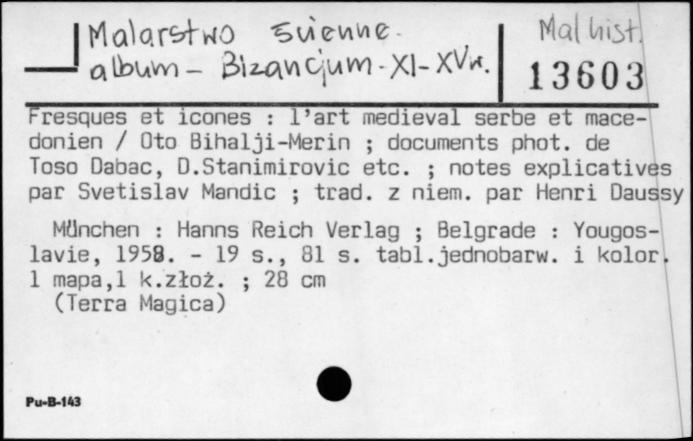 Malarstwo ścienne
album - Bizancjum - XI-XV w.
Mal hist.
13603
Fresques et icones : l'art medieval serbe et mace-
donien / Oto Bihalji-Merin ; documents phot. de
Toso Dabac, D.Stanimirovic etc. ; notes explicatives
par Svetislav Mandic ; trad. z niem. par Henri Daussy
München : Hanns Reich Verlag ; Belgrade : Yougos-
lavie, 1958. - 19 s., 81 s. tabl.jednobarw. i kolor.
1 mapa,1 k.złoż. ; 28 cm
(Terra Magica)
Pu-B-143